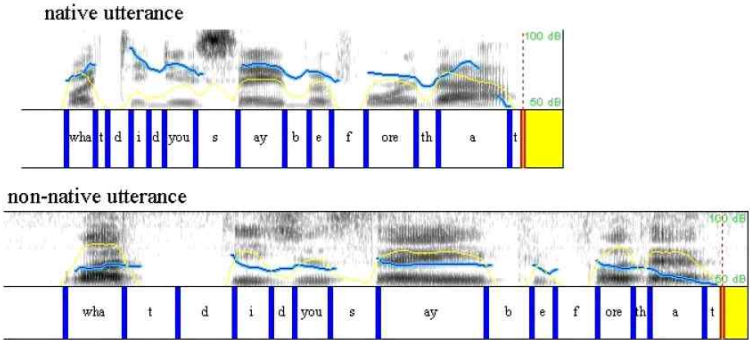 native utterance
100 dB
50 dB
wha t d i d you s ay b e f ore th a t
non-native utterance
100 dB
50 dB
wha t d i d you s ay b e f ore th a t